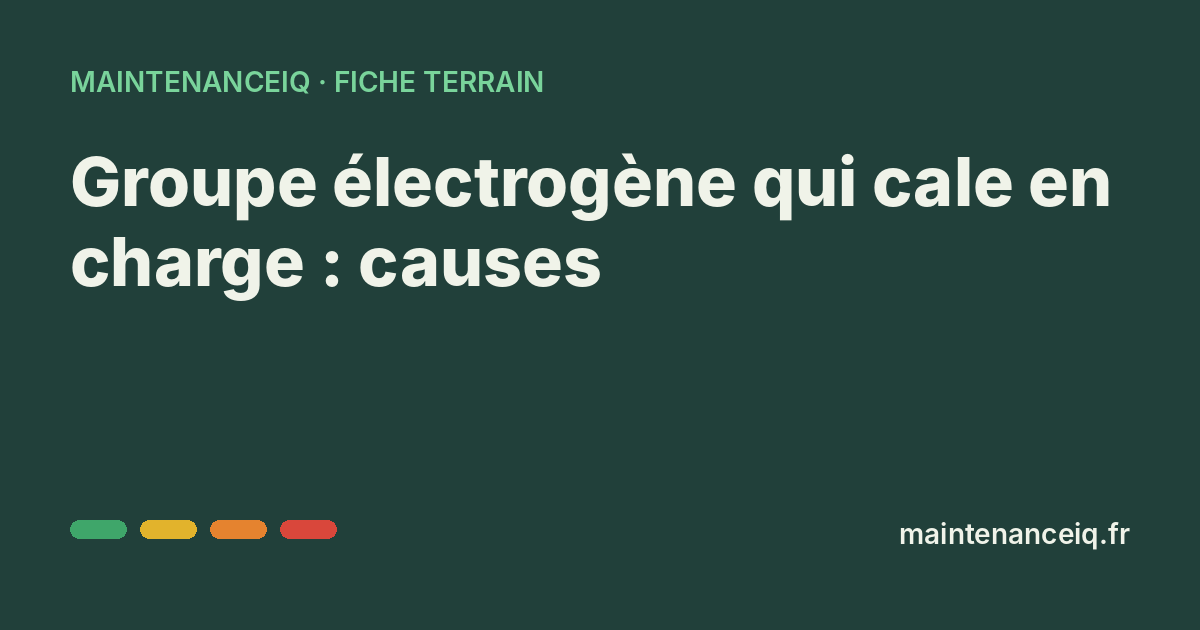 MAINTENANCEIQ · FICHE TERRAIN
Groupe électrogène qui cale en
charge : causes
maintenanceiq.fr